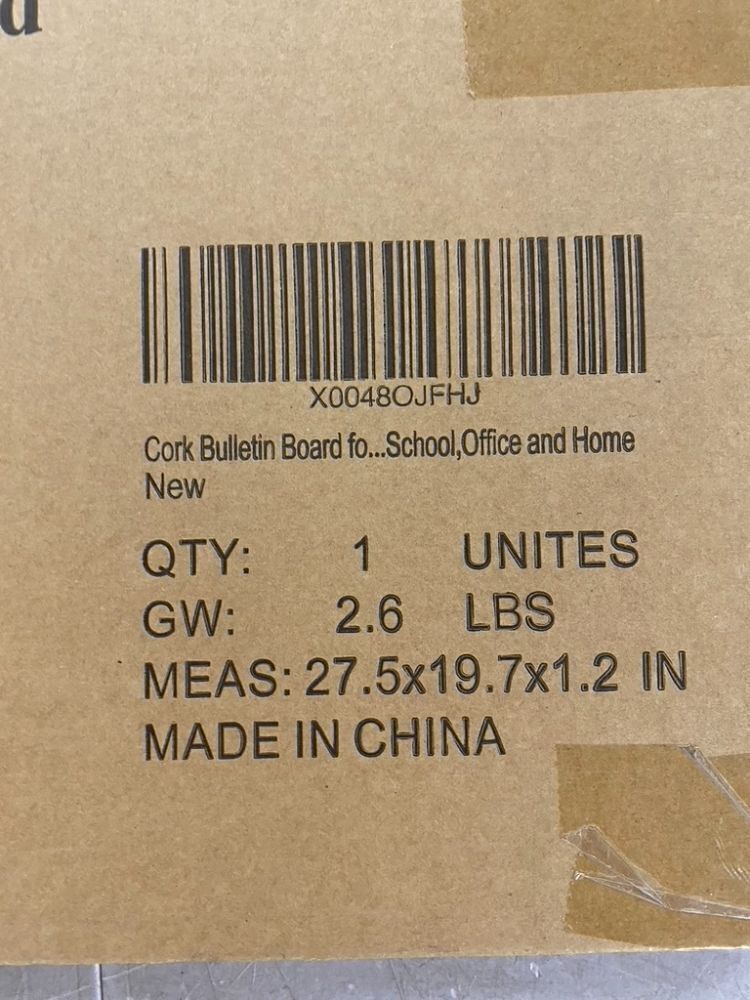 d
X0048OJFHJ
Cork Bulletin Board fo...School,Office and Home
New
QTY: 1 UNITES
GW: 2.6 LBS
MEAS: 27.5x19.7x1.2 IN
MADE IN CHINA